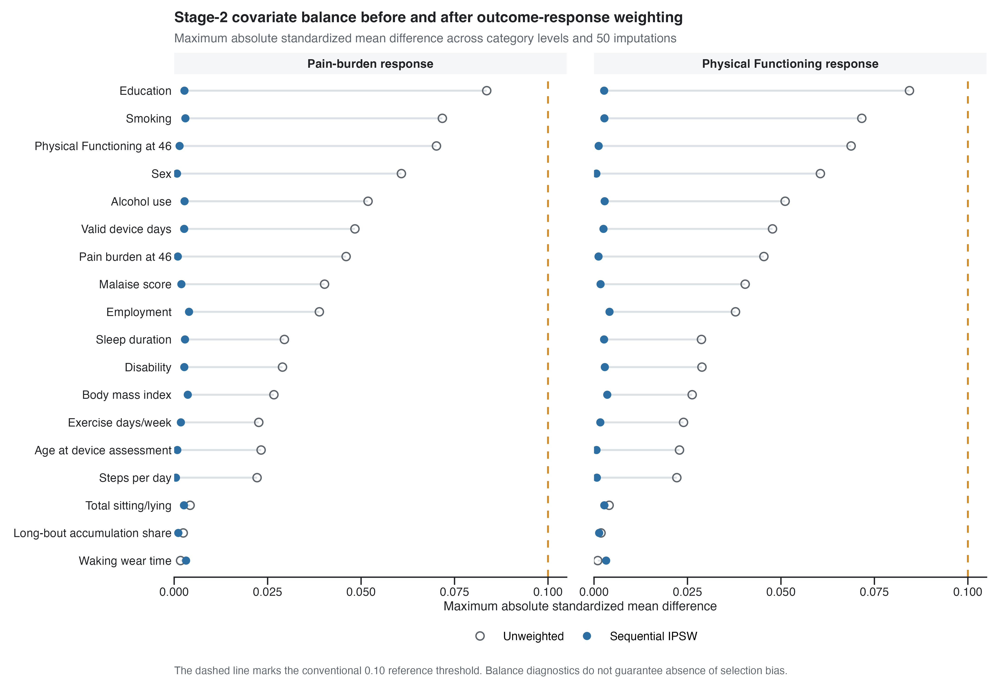 Stage-2 covariate balance before and after outcome-response weighting
Maximum absolute standardized mean difference across category levels and 50 imputations
Pain-burden response
Physical Functioning response
Education
Smoking
Physical Functioning at 46
Sex
Alcohol use
Valid device days
Pain burden at 46
Malaise score
Employment
Sleep duration
Disability
Body mass index
Exercise days/week
Age at device assessment
Steps per day
Total sitting/lying
Long-bout accumulation share
Waking wear time
0.000 0.025 0.050 0.075 0.100
0.000 0.025 0.050 0.075 0.100
Maximum absolute standardized mean difference
Unweighted Sequential IPSW
The dashed line marks the conventional 0.10 reference threshold. Balance diagnostics do not guarantee absence of selection bias.